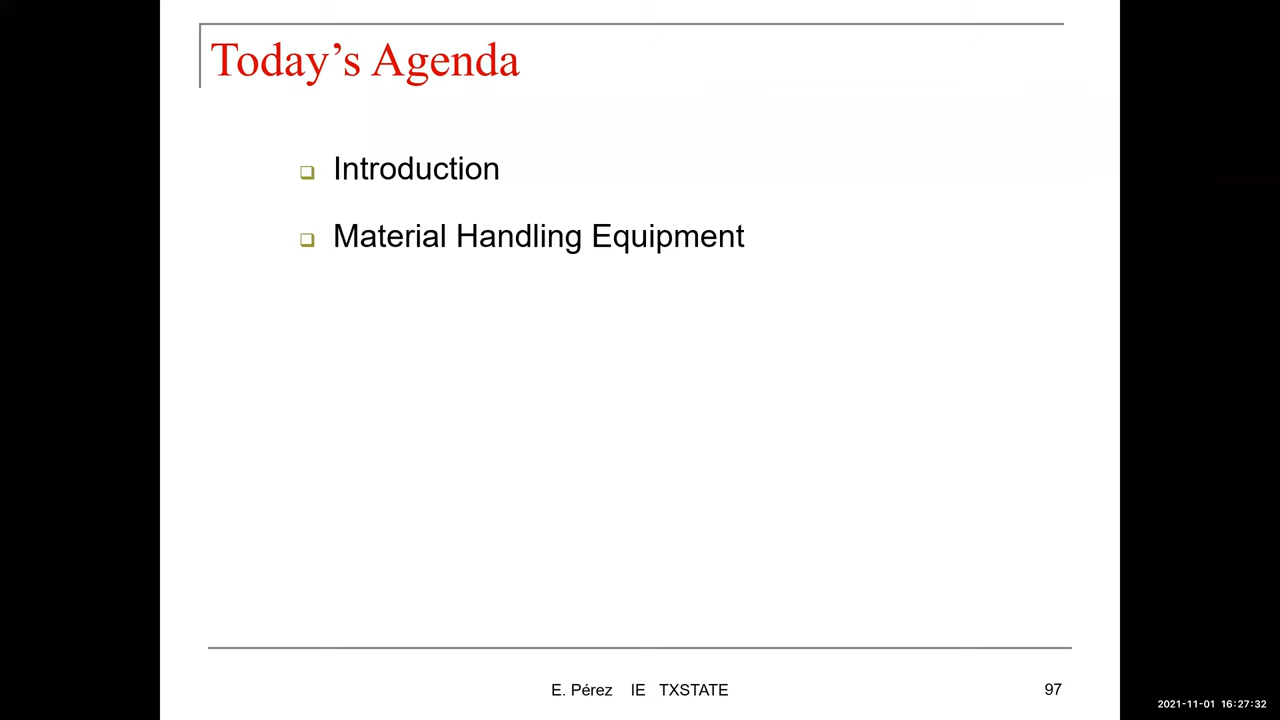 Today’s Agenda
Introduction
Material Handling Equipment
E. Pérez IE TXSTATE 97
2021-11-01 16:27:32